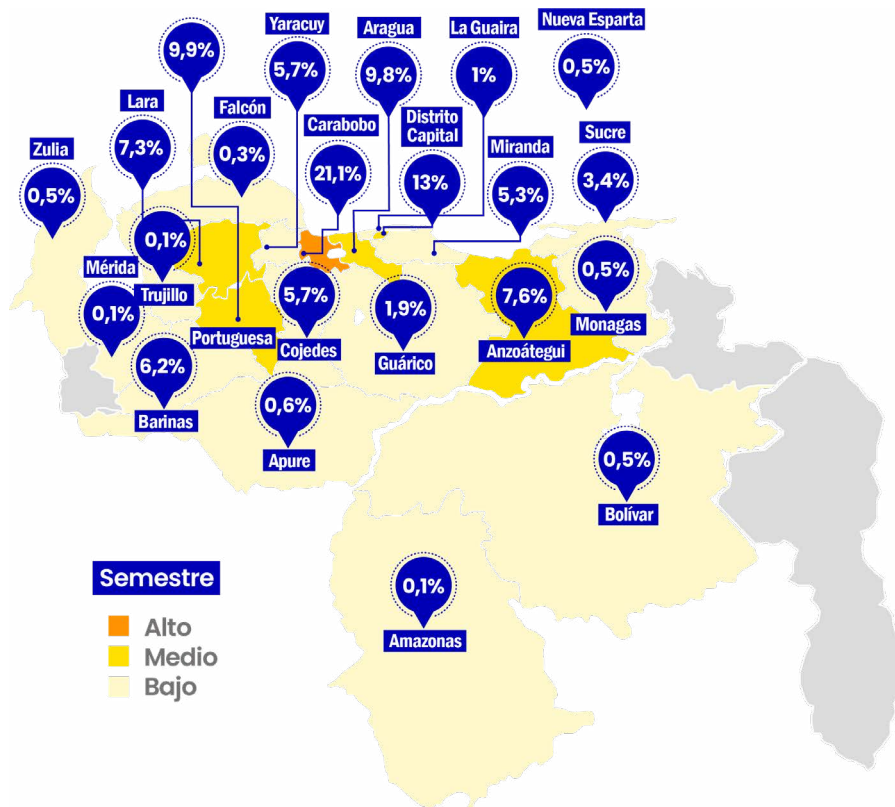 9,9%
Yaracuy
5,7%
Aragua
9,8%
La Guaira
1%
Nueva Esparta
0,5%
Lara
7,3%
Falcón
0,3%
Carabobo
21,1%
Distrito
Capital
13%
Miranda
5,3%
Sucre
3,4%
Zulia
0,5%
0,1%
Trujillo
Mérida
0,1%
Portuguesa
5,7%
Cojedes
1,9%
Guárico
7,6%
Anzoátegui
0,5%
Monagas
6,2%
Barinas
0,6%
Apure
0,5%
Bolívar
0,1%
Amazonas
Semestre
Alto
Medio
Bajo